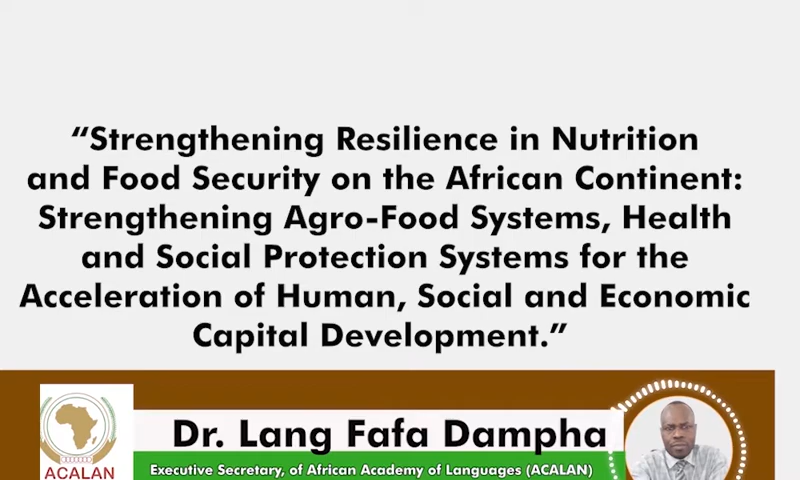 “Strengthening Resilience in Nutrition
and Food Security on the African Continent:
Strengthening Agro-Food Systems, Health
and Social Protection Systems for the
Acceleration of Human, Social and Economic
Capital Development.”
Dr. Lang Fafa Dampha
ACALAN
Executive Secretary, of African Academy of Languages (ACALAN)